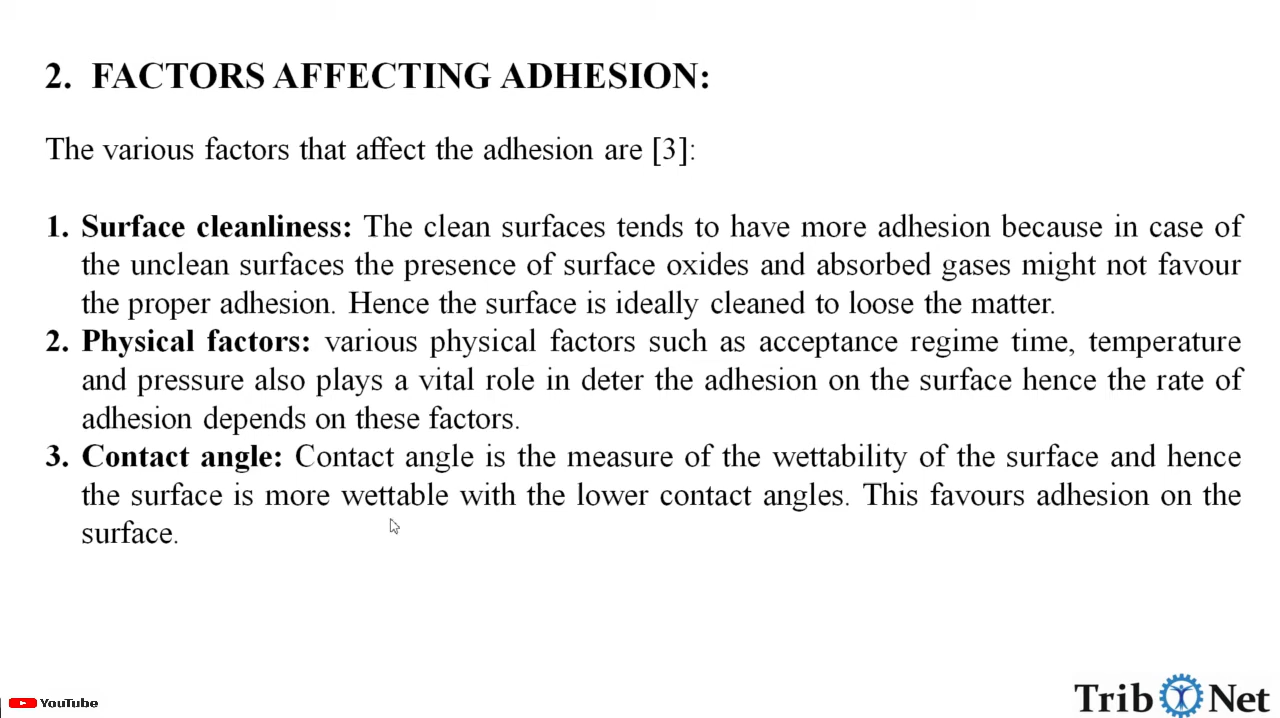 2. FACTORS AFFECTING ADHESION:
The various factors that affect the adhesion are [3]:
1. Surface cleanliness: The clean surfaces tends to have more adhesion because in case of
the unclean surfaces the presence of surface oxides and absorbed gases might not favour
the proper adhesion. Hence the surface is ideally cleaned to loose the matter.
2. Physical factors: various physical factors such as acceptance regime time, temperature
and pressure also plays a vital role in deter the adhesion on the surface hence the rate of
adhesion depends on these factors.
3. Contact angle: Contact angle is the measure of the wettability of the surface and hence
the surface is more wettable with the lower contact angles. This favours adhesion on the
surface.
YouTube
Trib Net